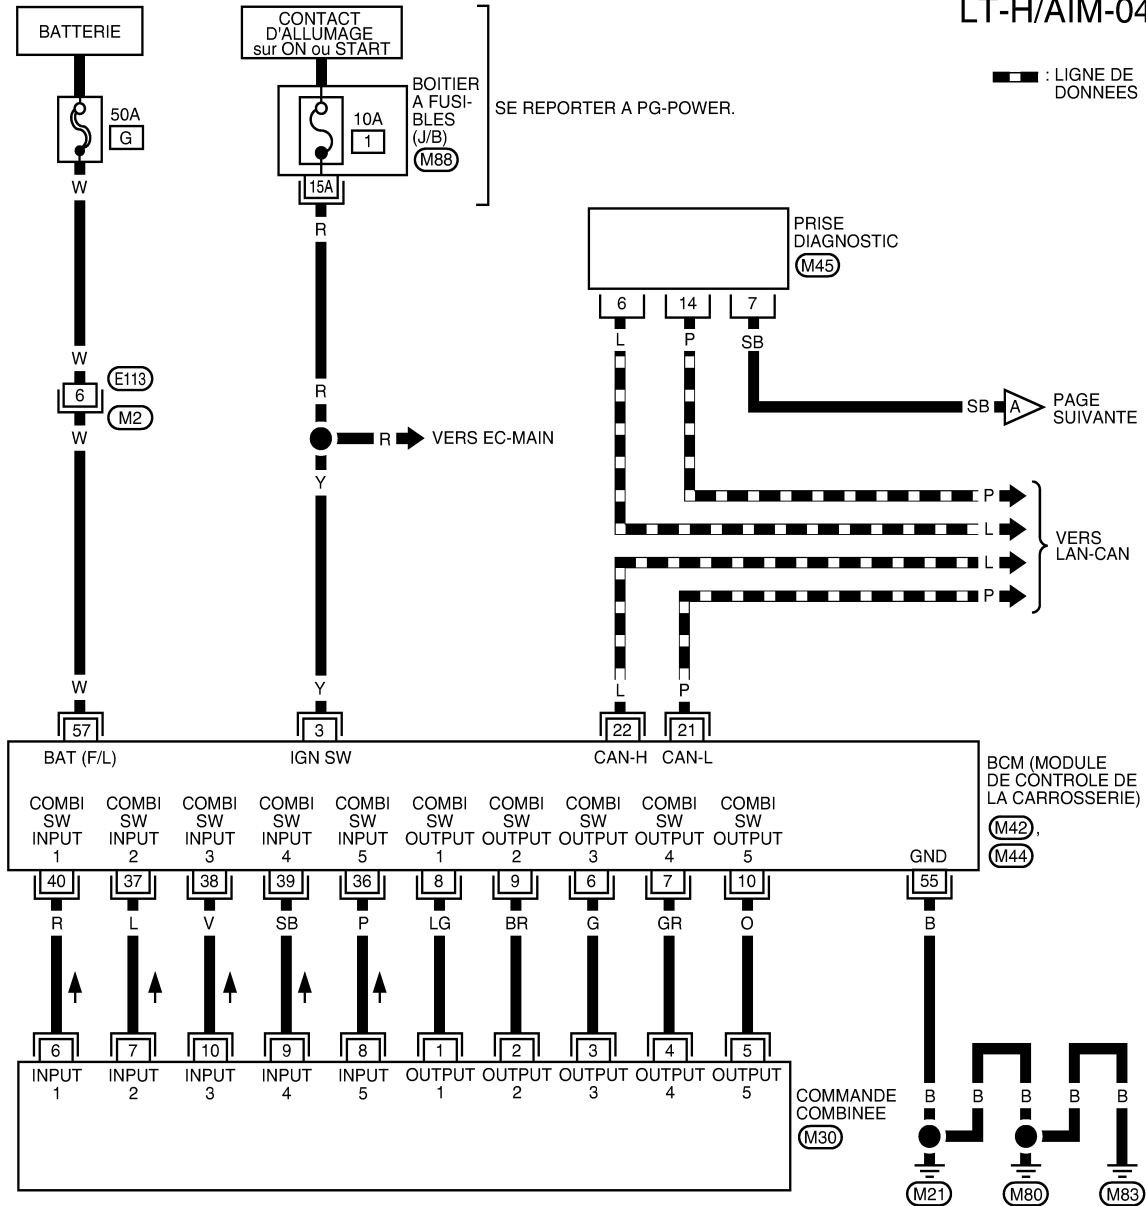 LT-H/AIM-04
BATTERIE
CONTACT
D'ALLUMAGE
sur ON ou START
: LIGNE DE
DONNEES
50A
G
10A
1
BOITIER
A FUSI-
BLES
(J/B)
M88
SE REPORTER A PG-POWER.
W
15A
R
PRISE
DIAGNOSTIC
M45
6 14 7
L P SB
W
E113
6
M2
W
R
R VERS EC-MAIN
Y
SB A PAGE
SUIVANTE
P
L
L
P
VERS
LAN-CAN
W Y L P
57 3 22 21
BAT (F/L) IGN SW CAN-H CAN-L
BCM (MODULE
DE CONTROLE DE
LA CARROSSERIE)
M42 ,
M44
COMBI COMBI COMBI COMBI COMBI COMBI COMBI COMBI COMBI COMBI
SW SW SW SW SW SW SW SW SW SW
INPUT INPUT INPUT INPUT INPUT OUTPUT OUTPUT OUTPUT OUTPUT OUTPUT
1 2 3 4 5 1 2 3 4 5 GND
40 37 38 39 36 8 9 6 7 10 55
R L V SB P LG BR G GR O B
6 7 10 9 8 1 2 3 4 5
INPUT INPUT INPUT INPUT INPUT OUTPUT OUTPUT OUTPUT OUTPUT OUTPUT
1 2 3 4 5 1 2 3 4 5
COMMANDE
COMBINEE
M30
B B B B B
M21 M80 M83